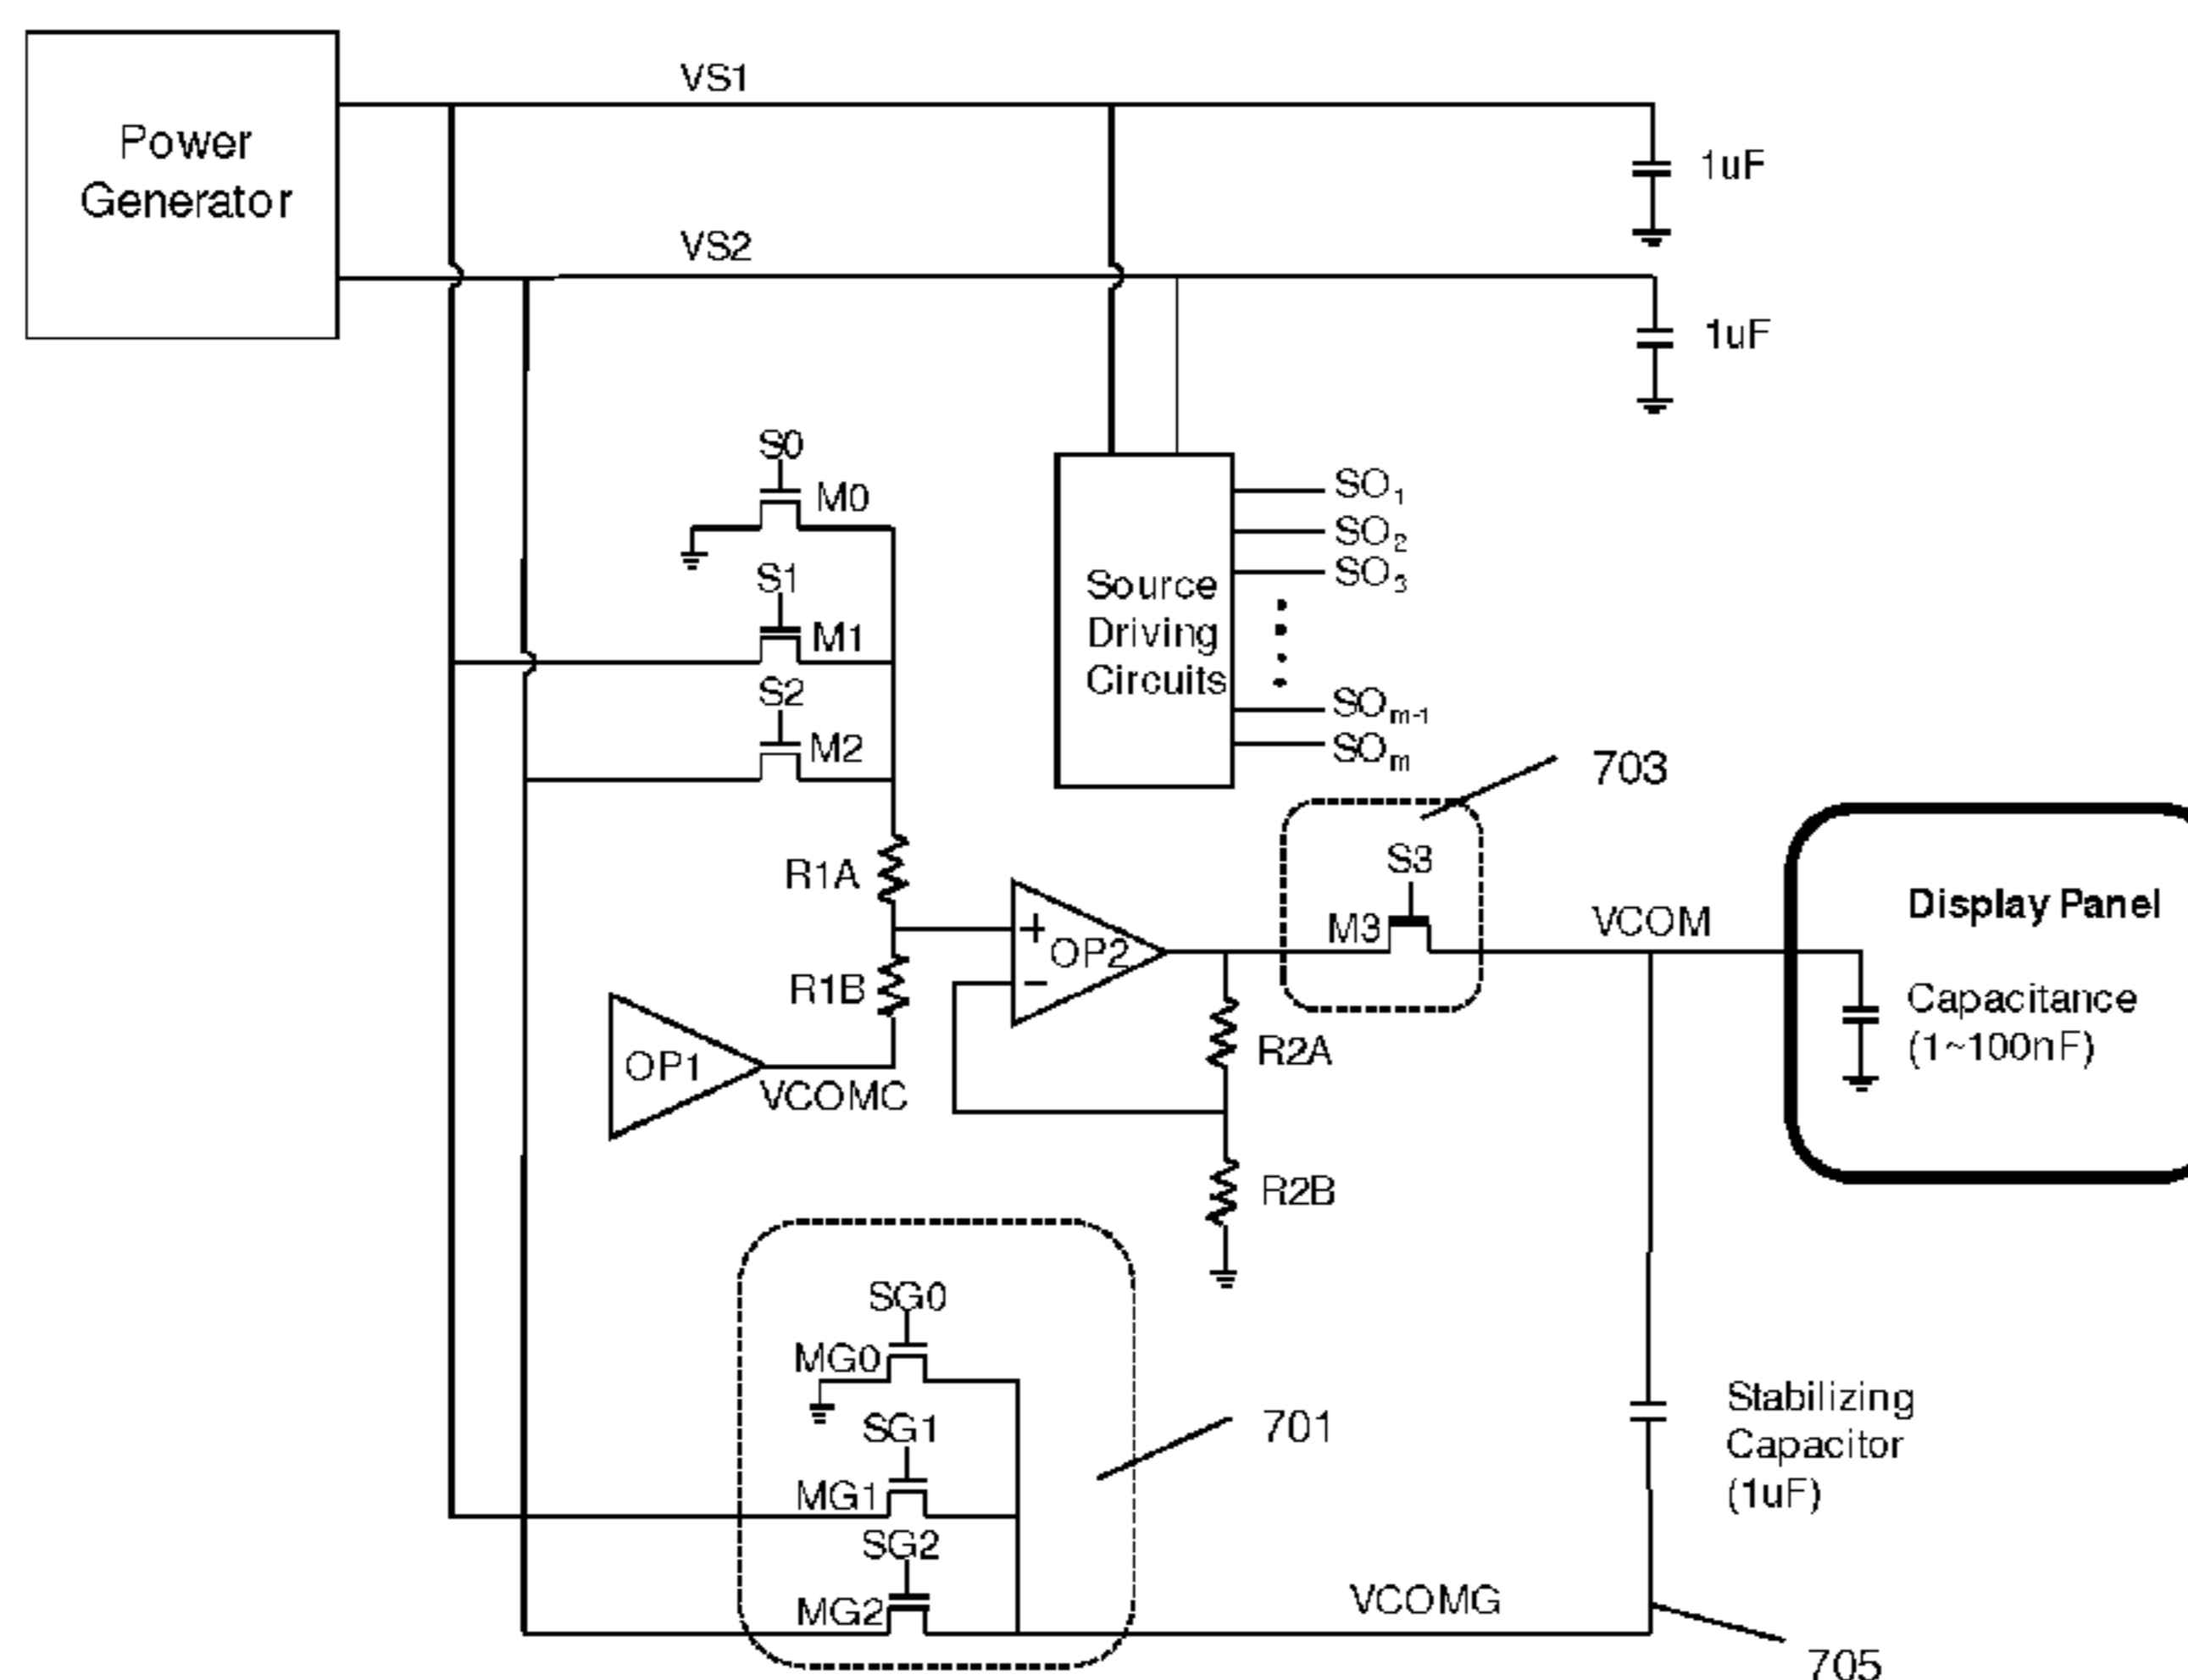 Power
Generator
VS1
1uF
VS2
1uF
S0
M0
S1
M1
S2
M2
Source
Driving
Circuits
SO1
SO2
SO3
SOm-1
SOm
703
S3
M3
VCOM
Display Panel
Capacitance
(1~100nF)
R1A
R1B
OP2
+
−
OP1
VCOMC
R2A
R2B
SG0
MG0
SG1
MG1
SG2
MG2
701
VCOMG
Stabilizing
Capacitor
(1uF)
705